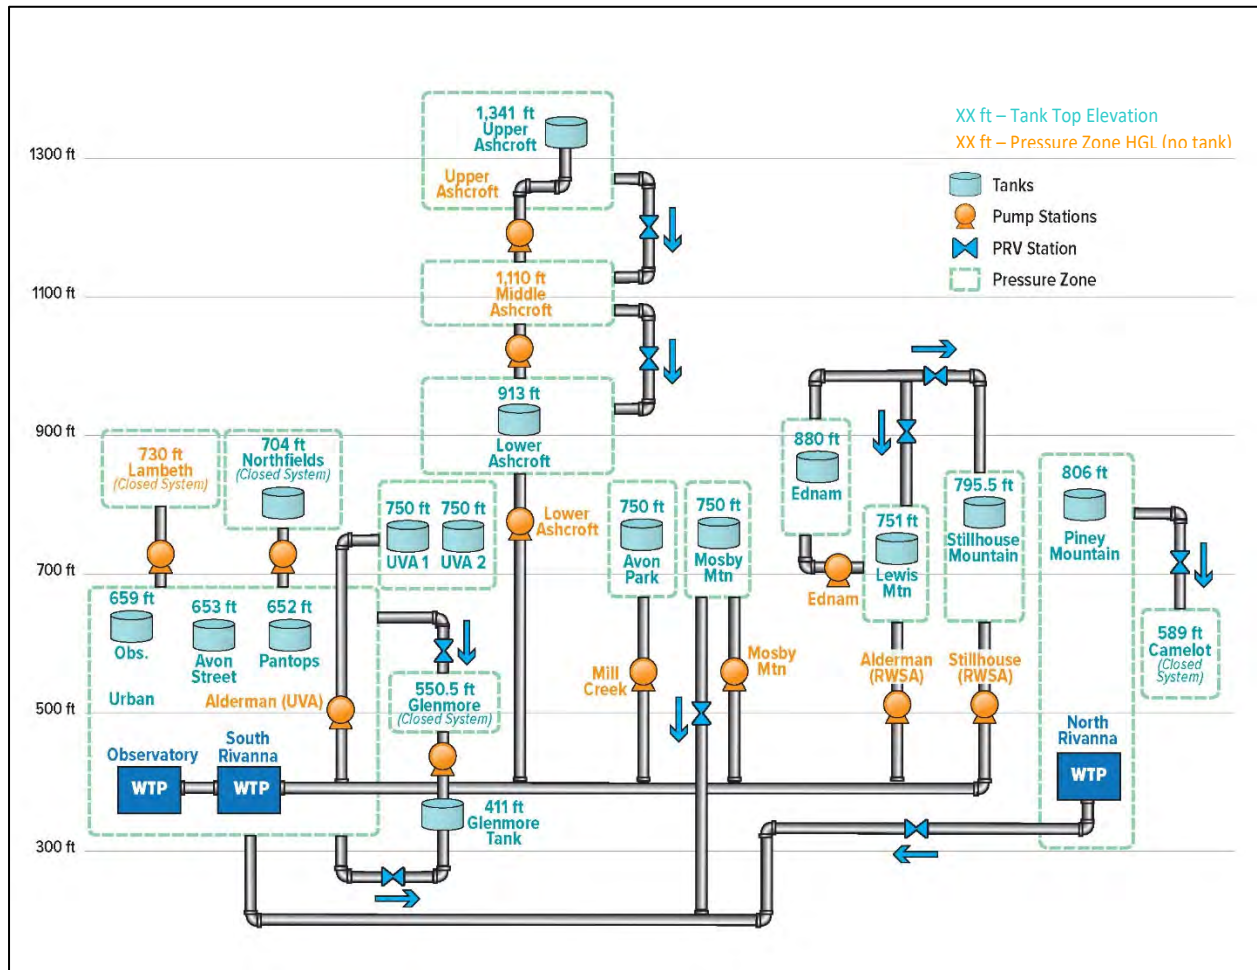 1,341 ft
Upper
Ashcroft
XX ft – Tank Top Elevation
XX ft – Pressure Zone HGL (no tank)
1300 ft
Upper
Ashcroft
Tanks
Pump Stations
PRV Station
Pressure Zone
1,110 ft
Middle
Ashcroft
1100 ft
913 ft
Lower
Ashcroft
900 ft
730 ft
Lambeth
(Closed System)
704 ft
Northfields
(Closed System)
750 ft
UVA 1
750 ft
UVA 2
Lower
Ashcroft
750 ft
Avon
Park
750 ft
Mosby
Mtn
880 ft
Ednam
751 ft
Lewis
Mtn
795.5 ft
Stillhouse
Mountain
806 ft
Piney
Mountain
700 ft
Ednam
659 ft
Obs.
653 ft
Avon
Street
652 ft
Pantops
Urban
Alderman (UVA)
550.5 ft
Glenmore
(Closed System)
Mill
Creek
Mosby
Mtn
Alderman
(RWSA)
Stillhouse
(RWSA)
589 ft
Camelot
(Closed
System)
500 ft
Observatory
WTP
South
Rivanna
WTP
North
Rivanna
WTP
411 ft
Glenmore
Tank
300 ft